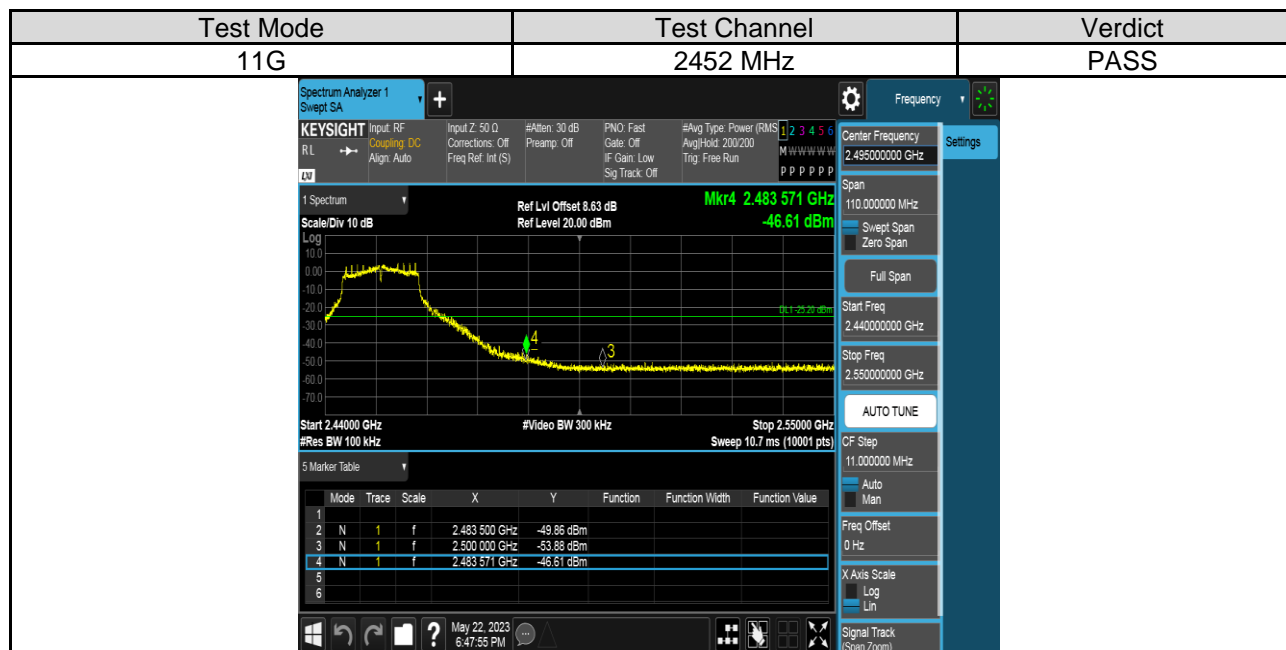 Test Mode Test Channel Verdict
11G 2452 MHz PASS
Spectrum Analyzer 1
Swept SA
+
Frequency
KEYSIGHT Input: RF Input Z: 50 Ω #Atten: 30 dB PNO: Fast #Avg Type: Power (RMS 1 2 3 4 5 6
RL Coupling: DC Corrections: Off Preamp: Off Gate: Off Avg|Hold: 200/200 M W W W W W
Align: Auto Freq Ref: Int (S) IF Gain: Low Trig: Free Run
LXI Sig Track: Off P P P P P P
Center Frequency
2.495000000 GHz
Settings
1 Spectrum
Ref Lvl Offset 8.63 dB
Mkr4 2.483 571 GHz
Scale/Div 10 dB
Ref Level 20.00 dBm
-46.61 dBm
Log
10.0
0.00
-10.0
-20.0
-30.0
-40.0
-50.0
-60.0
-70.0
DL1 -25.20 dBm
4
3
Start 2.44000 GHz #Video BW 300 kHz Stop 2.55000 GHz
#Res BW 100 kHz Sweep 10.7 ms (10001 pts)
Span
110.000000 MHz
Swept Span
Zero Span
Full Span
Start Freq
2.440000000 GHz
Stop Freq
2.550000000 GHz
AUTO TUNE
CF Step
11.000000 MHz
Auto
Man
Freq Offset
0 Hz
X Axis Scale
Log
Lin
Signal Track
(Span Zoom)
5 Marker Table
Mode Trace Scale X Y Function Function Width Function Value
1
2 N 1 f 2.483 500 GHz -49.86 dBm
3 N 1 f 2.500 000 GHz -53.88 dBm
4 N 1 f 2.483 571 GHz -46.61 dBm
5
6
? May 22, 2023
6:47:55 PM